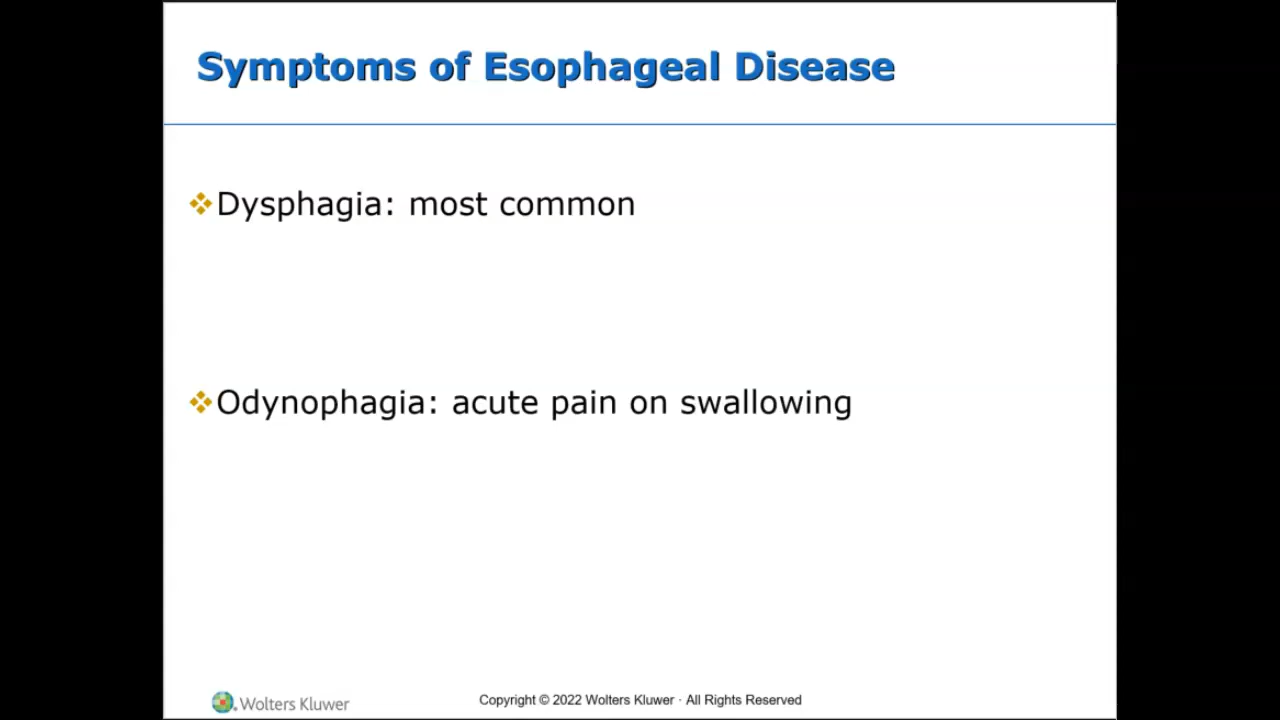 Symptoms of Esophageal Disease
Dysphagia: most common
Odynophagia: acute pain on swallowing
Wolters Kluwer
Copyright © 2022 Wolters Kluwer · All Rights Reserved